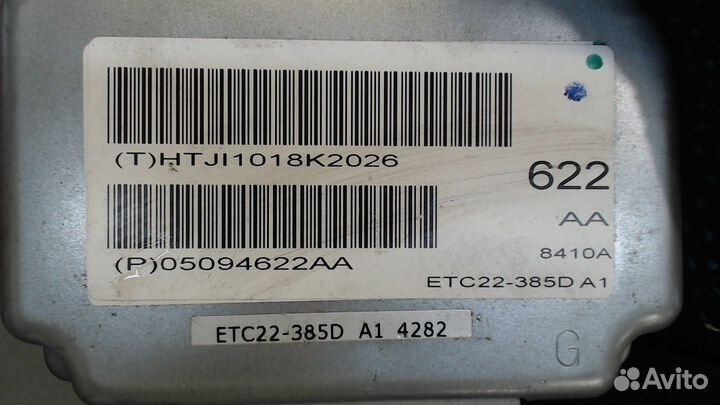 (T)HTJI1018K2026
622
AA
8410A
(P)05094622AA
ETC22-385D A1
ETC22-385D A1 4282
G
Avito